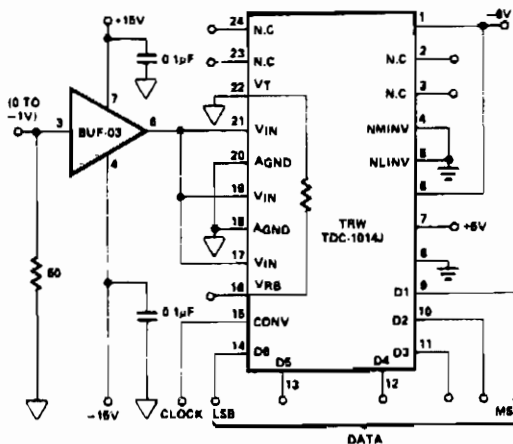 +15V
0.1µF
(0 TO
−1V)
3
7
BUF-03
6
4
50
0.1µF
−15V
CLOCK
LSB
24
N.C
23
N.C
22
VT
21
VIN
20
AGND
19
VIN
18
AGND
17
VIN
16
VRB
15
CONV
14
D6
D5
13
D4
12
TRW
TDC-1014J
1
−6V
N.C
2
N.C
3
4
NMINV
5
NLINV
6
7
+5V
8
D1
9
D2
10
D3
11
MS
DATA